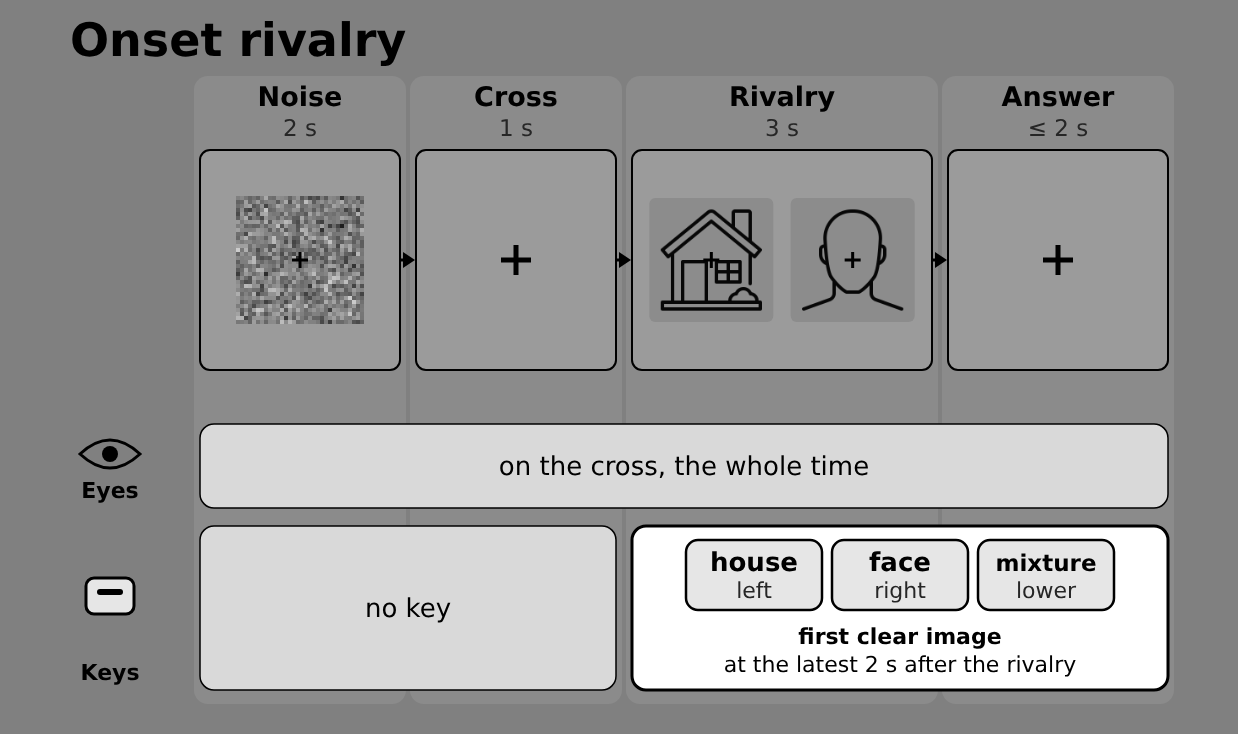 Onset rivalry
Noise
2 s
Cross
1 s
Rivalry
3 s
Answer
≤ 2 s
Eyes
on the cross, the whole time
Keys
no key
house
left
face
right
mixture
lower
first clear image
at the latest 2 s after the rivalry